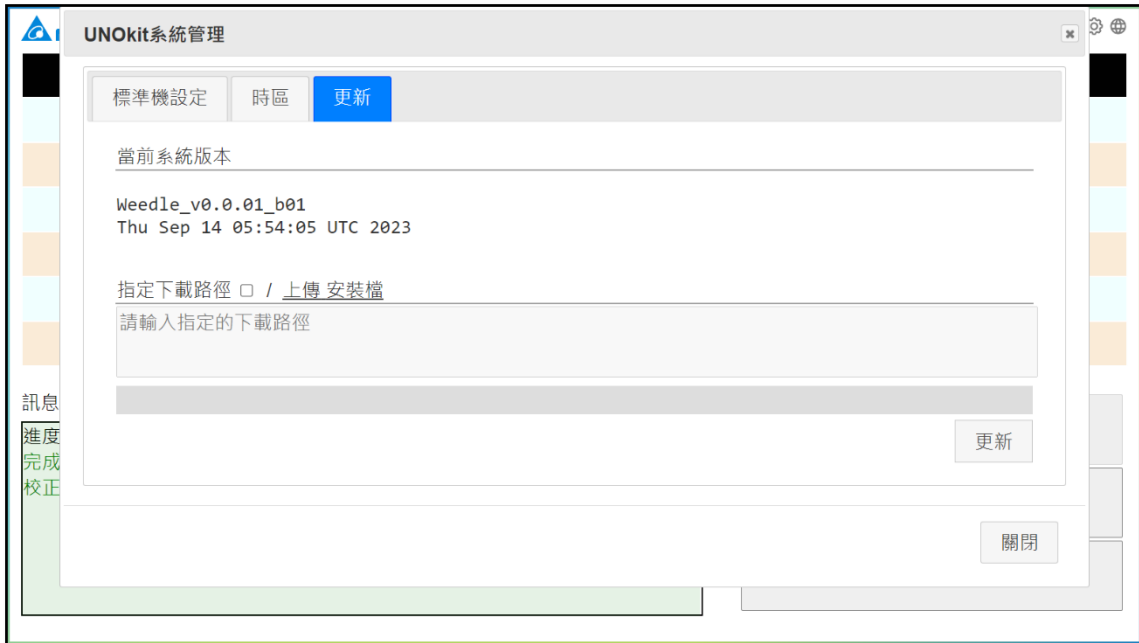 UNOkit系統管理
標準機設定 時區 更新
當前系統版本
Weedle_v0.0.01_b01
Thu Sep 14 05:54:05 UTC 2023
指定下載路徑 / 上傳 安裝檔
請輸入指定的下載路徑
訊息
進度
完成
校正
更新
關閉